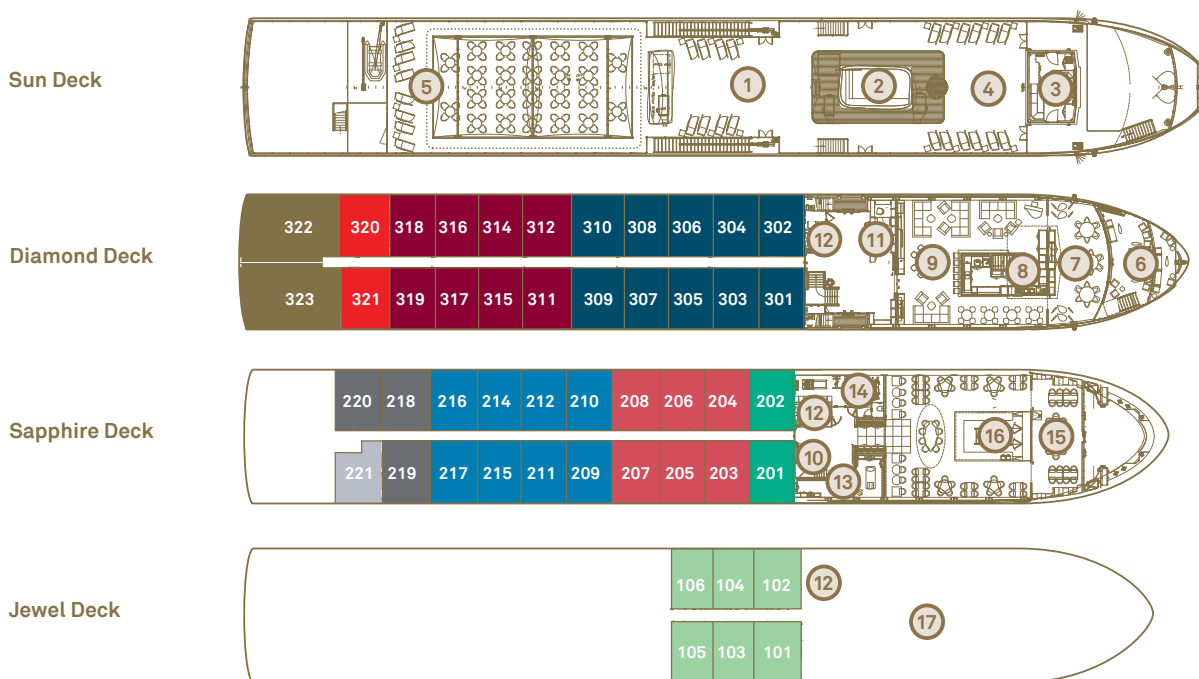 Sun Deck
5 1 2 4 3
Diamond Deck
322 320 318 316 314 312 310 308 306 304 302 12 11
9 8 7 6
323 321 319 317 315 311 309 307 305 303 301
Sapphire Deck
220 218 216 214 212 210 208 206 204 202 14
12 16 15
221 219 217 215 211 209 207 205 203 201 10
13
Jewel Deck
106 104 102 12
17
105 103 101